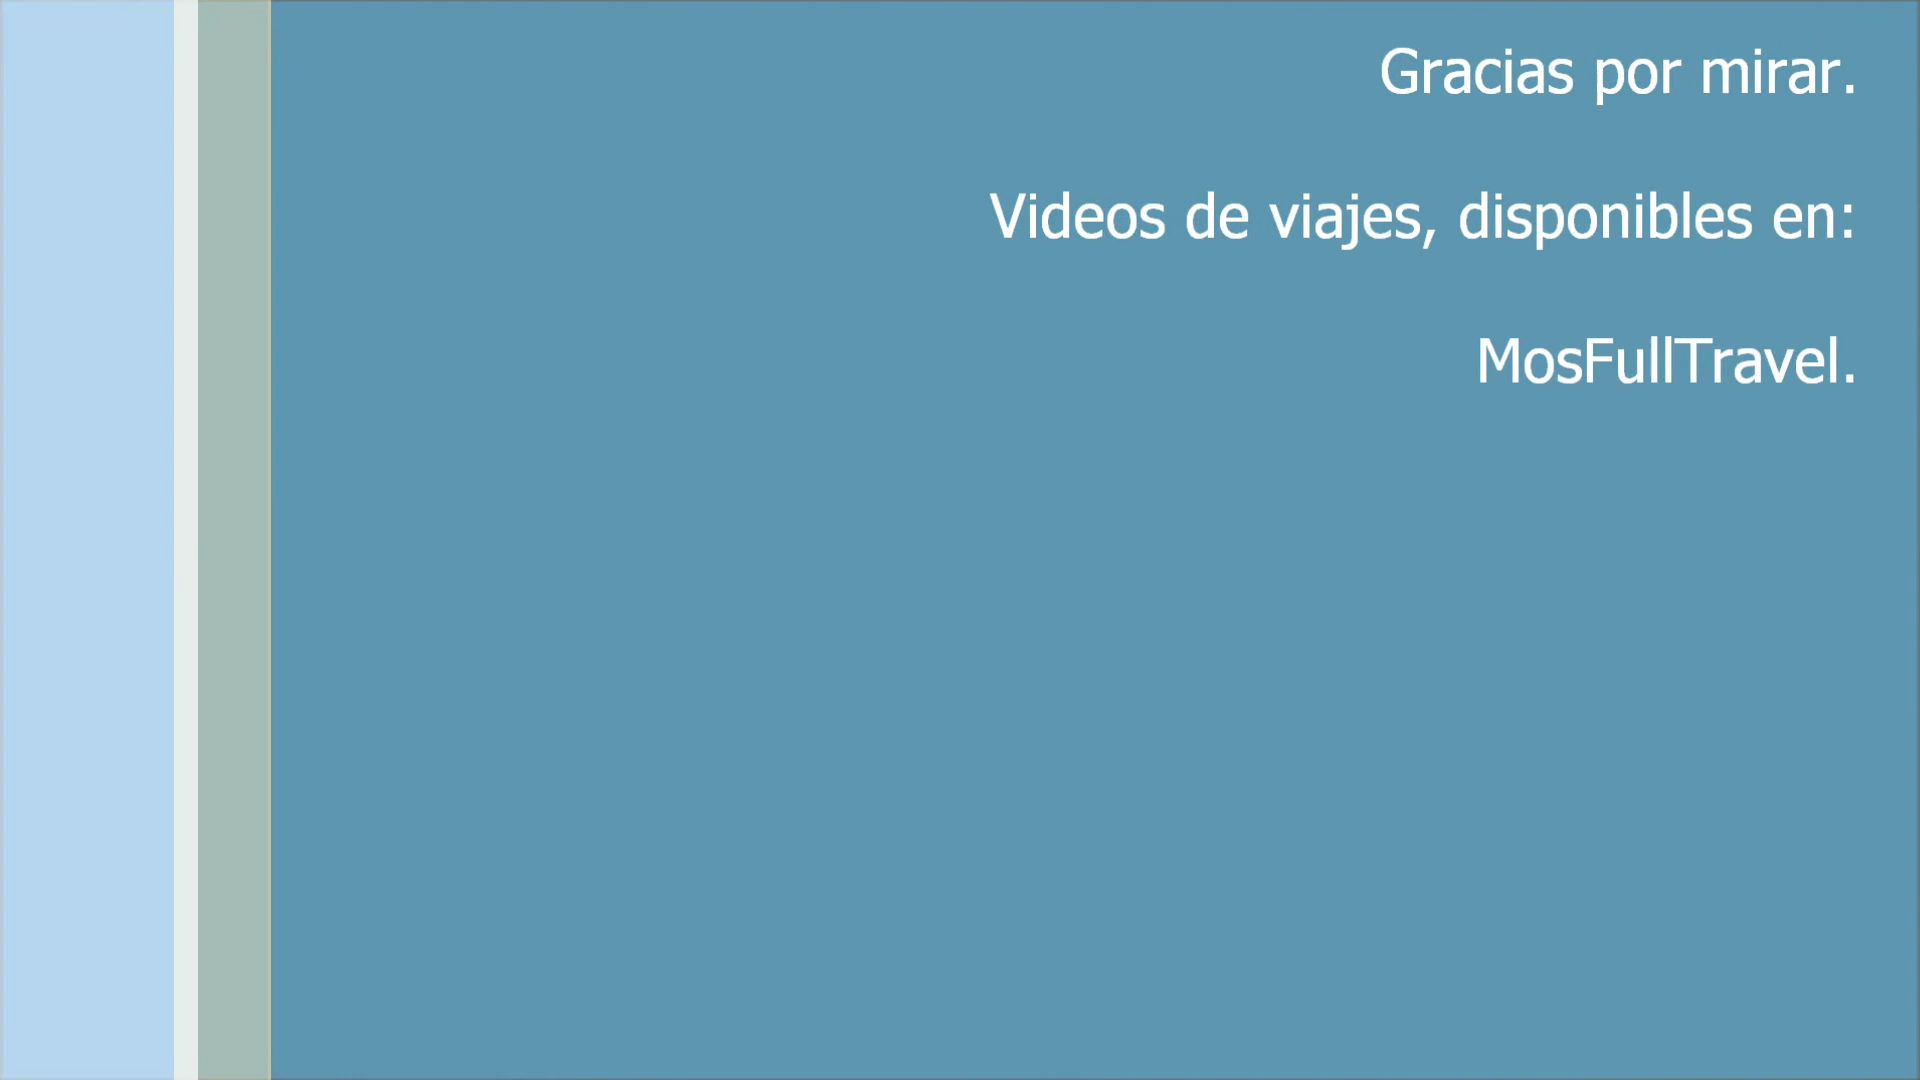 Gracias por mirar.
Videos de viajes, disponibles en:
MosFullTravel.